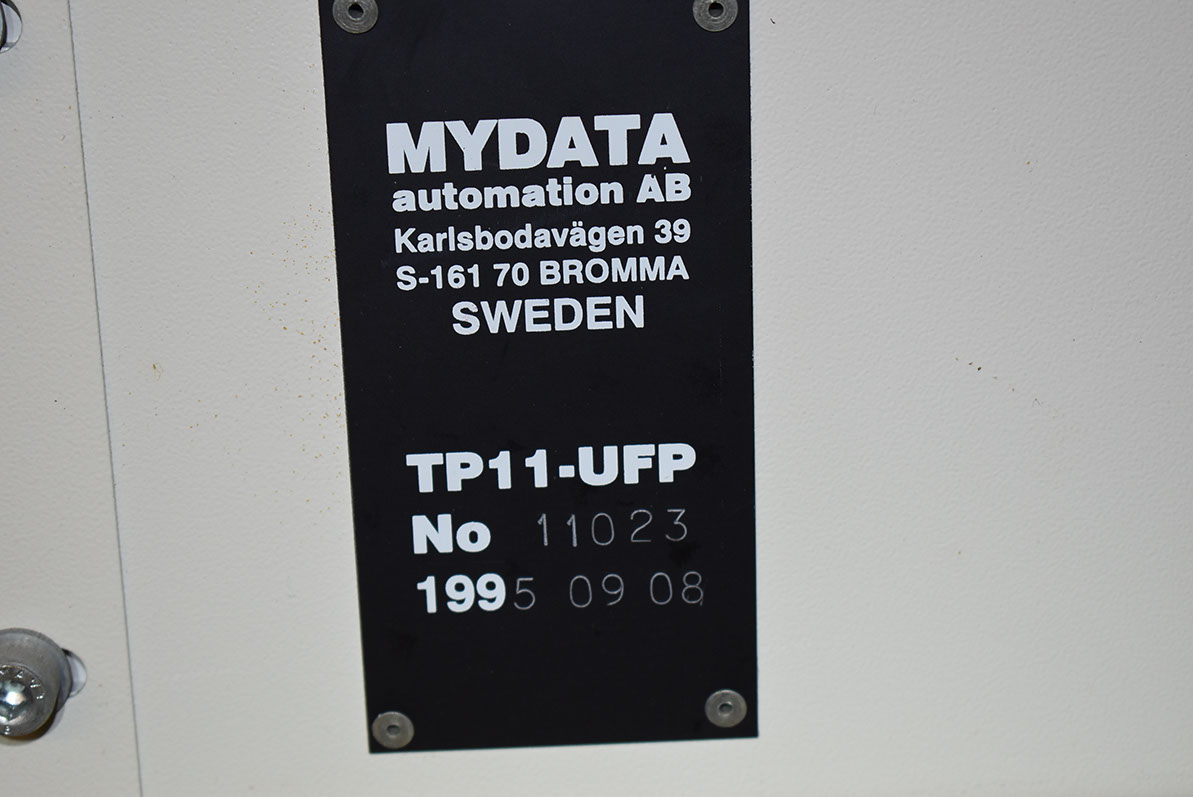 MYDATA
automation AB
Karlsbodavägen 39
S-161 70 BROMMA
SWEDEN
TP11-UFP
No 11023
1995 09 08